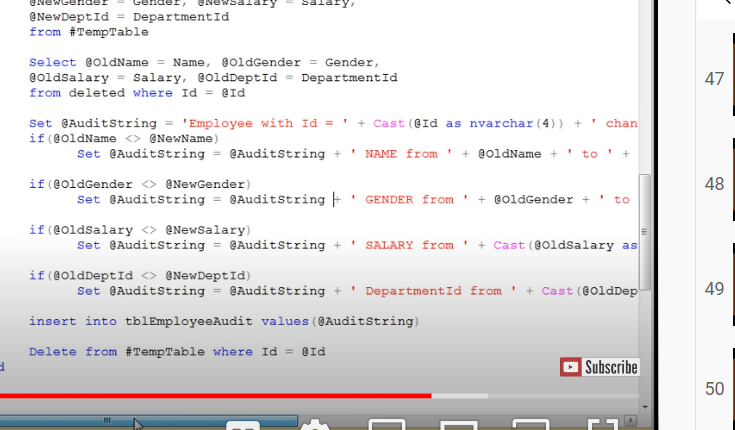 @NewGender = Gender, @NewSalary = Salary,
@NewDeptId = DepartmentId
from #TempTable
Select @OldName = Name, @OldGender = Gender,
@OldSalary = Salary, @OldDeptId = DepartmentId
from deleted where Id = @Id
Set @AuditString = 'Employee with Id = ' + Cast(@Id as nvarchar(4)) + ' chan
if(@OldName <> @NewName)
Set @AuditString = @AuditString + ' NAME from ' + @OldName + ' to ' +
if(@OldGender <> @NewGender)
Set @AuditString = @AuditString + ' GENDER from ' + @OldGender + ' to
if(@OldSalary <> @NewSalary)
Set @AuditString = @AuditString + ' SALARY from ' + Cast(@OldSalary as
if(@OldDeptId <> @NewDeptId)
Set @AuditString = @AuditString + ' DepartmentId from ' + Cast(@OldDep
insert into tblEmployeeAudit values(@AuditString)
Delete from #TempTable where Id = @Id
d
Subscribe
47
48
49
50